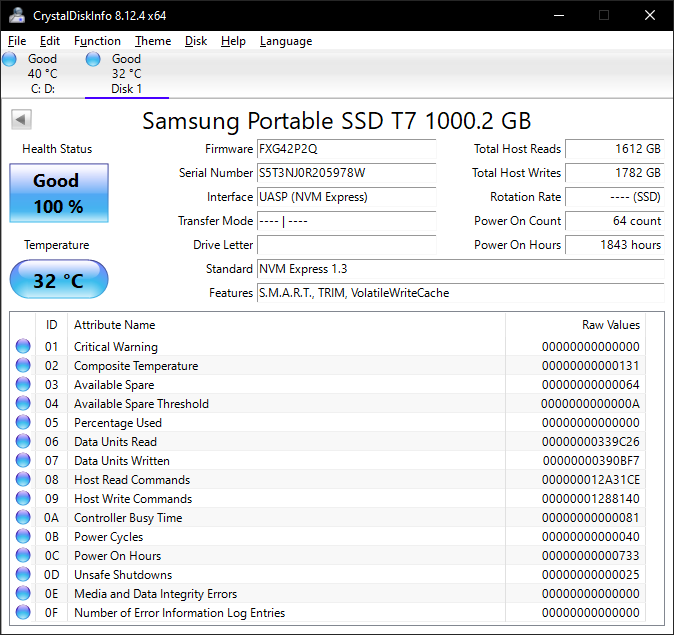 CrystalDiskInfo 8.12.4 x64
File Edit Function Theme Disk Help Language
Good Good
40 °C 32 °C
C: D: Disk 1
Samsung Portable SSD T7 1000.2 GB
Health Status
Good
100 %
Temperature
32 °C
Firmware FXG42P2Q
Serial Number S5T3NJ0R205978W
Interface UASP (NVM Express)
Transfer Mode ---- | ----
Drive Letter
Standard NVM Express 1.3
Features S.M.A.R.T., TRIM, VolatileWriteCache
Total Host Reads 1612 GB
Total Host Writes 1782 GB
Rotation Rate ---- (SSD)
Power On Count 64 count
Power On Hours 1843 hours
ID Attribute Name Raw Values
01 Critical Warning 00000000000000
02 Composite Temperature 00000000000131
03 Available Spare 00000000000064
04 Available Spare Threshold 0000000000000A
05 Percentage Used 00000000000000
06 Data Units Read 00000000339C26
07 Data Units Written 00000000390BF7
08 Host Read Commands 000000012A31CE
09 Host Write Commands 00000001288140
0A Controller Busy Time 00000000000081
0B Power Cycles 00000000000040
0C Power On Hours 00000000000733
0D Unsafe Shutdowns 00000000000025
0E Media and Data Integrity Errors 00000000000000
0F Number of Error Information Log Entries 00000000000000